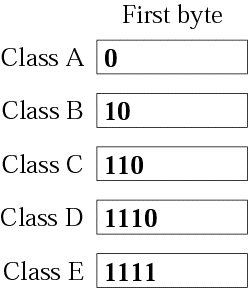 First byte
Class A 0
Class B 10
Class C 110
Class D 1110
Class E 1111